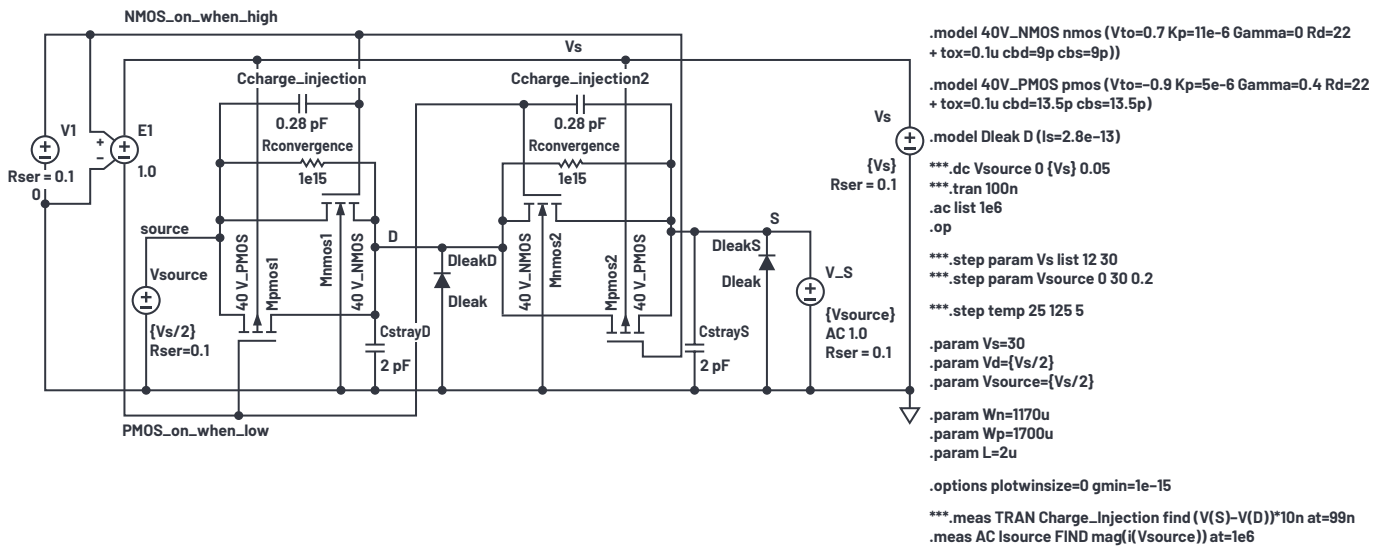 NMOS_on_when_high
Vs
Ccharge_injection
0.28 pF
Rconvergence
1e15
Ccharge_injection2
0.28 pF
Rconvergence
1e15
V1
Rser = 0.1
0
+
−
E1
1.0
source
Vsource
{Vs/2}
Rser=0.1
40 V_PMOS
Mpmos1
Mnmos1
40 V_NMOS
D
DleakD
Dleak
CstrayD
2 pF
40 V_NMOS
Mnmos2
Mpmos2
40 V_PMOS
S
DleakS
Dleak
CstrayS
2 pF
V_S
{Vsource}
AC 1.0
Rser = 0.1
Vs
{Vs}
Rser = 0.1
PMOS_on_when_low
.model 40V_NMOS nmos (Vto=0.7 Kp=11e-6 Gamma=0 Rd=22
+ tox=0.1u cbd=9p cbs=9p))
.model 40V_PMOS pmos (Vto=−0.9 Kp=5e-6 Gamma=0.4 Rd=22
+ tox=0.1u cbd=13.5p cbs=13.5p)
.model Dleak D (Is=2.8e−13)
***.dc Vsource 0 {Vs} 0.05
***.tran 100n
.ac list 1e6
.op
***.step param Vs list 12 30
***.step param Vsource 0 30 0.2
***.step temp 25 125 5
.param Vs=30
.param Vd={Vs/2}
.param Vsource={Vs/2}
.param Wn=1170u
.param Wp=1700u
.param L=2u
.options plotwinsize=0 gmin=1e−15
***.meas TRAN Charge_Injection find (V(S)−V(D))*10n at=99n
.meas AC Isource FIND mag(i(Vsource)) at=1e6